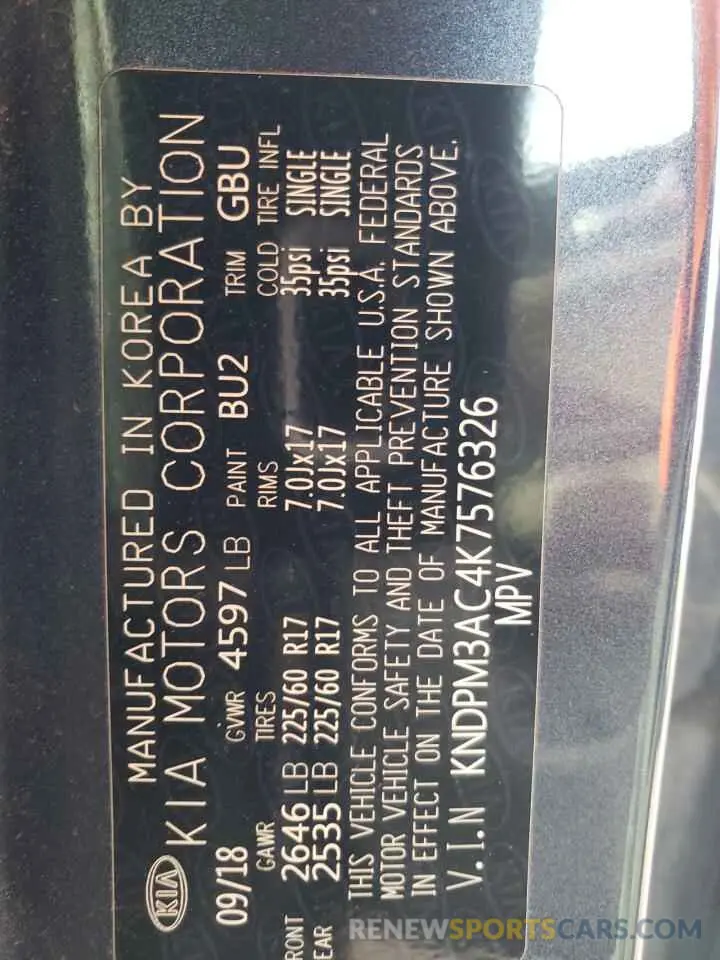 MANUFACTURED IN KOREA BY
KIA KIA MOTORS CORPORATION
09/18 GVWR 4597 LB PAINT BU2 TRIM GBU
GAWR TIRES RIMS COLD TIRE INFL
RONT 2646 LB 225/60 R17 7.0Jx17 35psi SINGLE
EAR 2535 LB 225/60 R17 7.0Jx17 35psi SINGLE
THIS VEHICLE CONFORMS TO ALL APPLICABLE U.S.A. FEDERAL
MOTOR VEHICLE SAFETY AND THEFT PREVENTION STANDARDS
IN EFFECT ON THE DATE OF MANUFACTURE SHOWN ABOVE.
V.I.N KNDPM3AC4K7576326
MPV
RENEWSPORTSCARS.COM